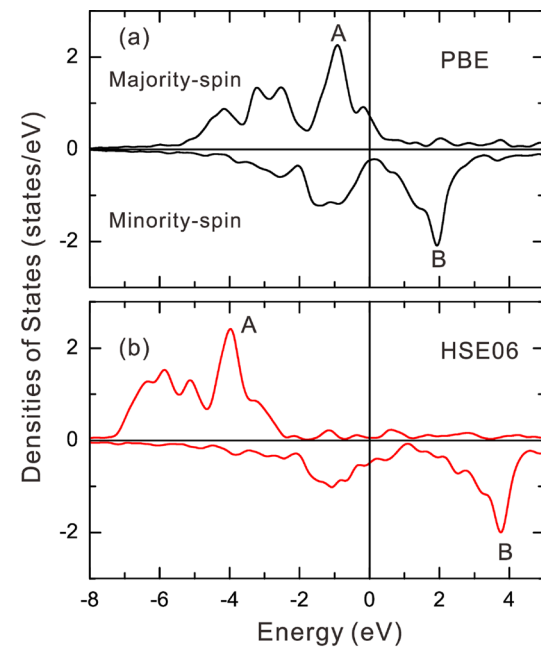 Densities of States (states/eV)
(a)
A
PBE
Majority-spin
Minority-spin
B
2
0
-2
(b)
A
HSE06
B
2
0
-2
-8
-6
-4
-2
0
2
4
Energy (eV)